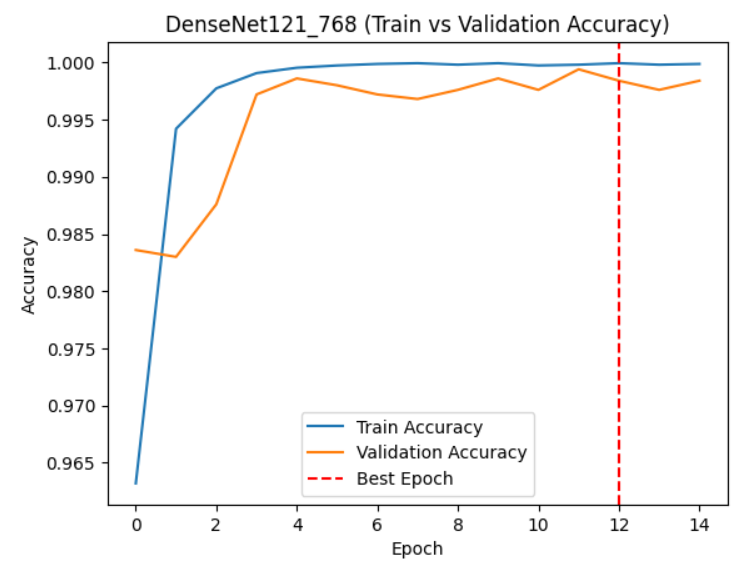 DenseNet121_768 (Train vs Validation Accuracy)
1.000
0.995
0.990
0.985
0.980
0.975
0.970
0.965
Accuracy
Train Accuracy
Validation Accuracy
Best Epoch
0 2 4 6 8 10 12 14
Epoch